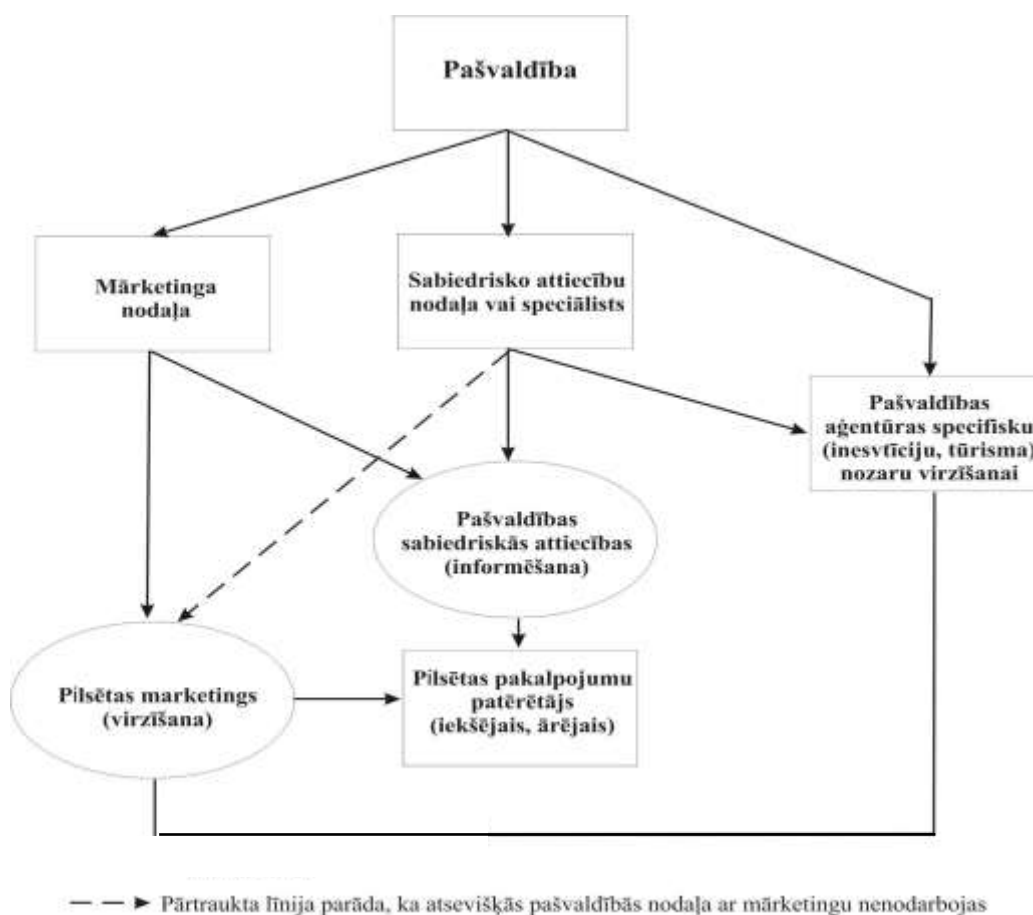 Pašvaldība
Mārketinga
nodaļa
Sabiedrisko attiecību
nodaļa vai speciālists
Pašvaldības
aģentūras specifisku
(inesvtīciju, tūrisma)
nozaru virzīšanai
Pašvaldības
sabiedriskās attiecības
(informēšana)
Pilsētas marketings
(virzīšana)
Pilsētas pakalpojumu
patērētājs
(iekšējais, ārējais)
Pārtraukta līnija parāda, ka atsevišķās pašvaldībās nodaļa ar mārketingu nenodarbojas